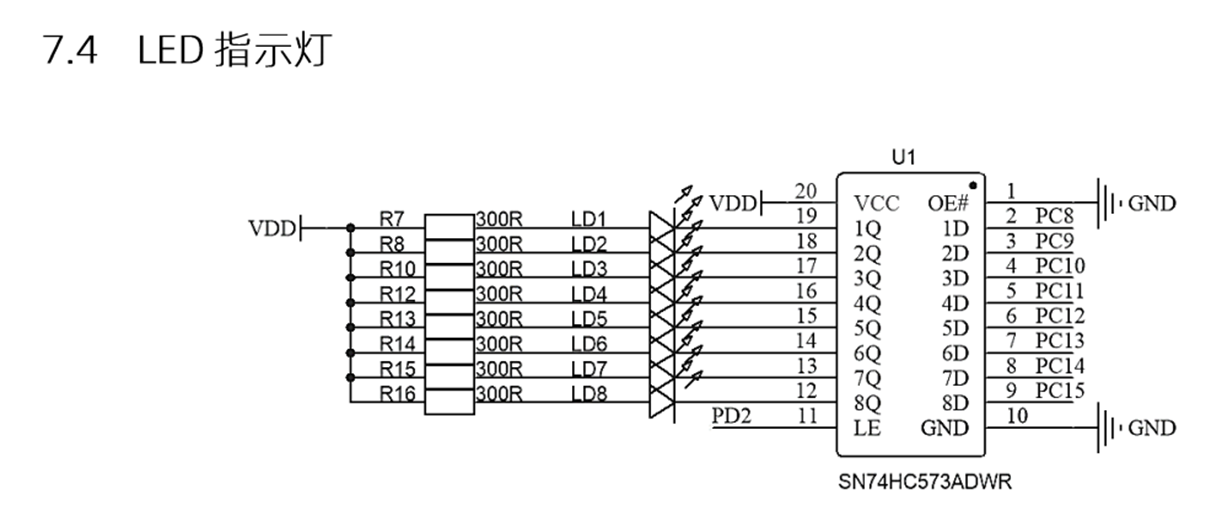 7.4 LED 指示灯
U1
VDD 20 VCC OE# 1 GND
VDD R7 300R LD1 19 1Q 1D 2 PC8
R8 300R LD2 18 2Q 2D 3 PC9
R10 300R LD3 17 3Q 3D 4 PC10
R12 300R LD4 16 4Q 4D 5 PC11
R13 300R LD5 15 5Q 5D 6 PC12
R14 300R LD6 14 6Q 6D 7 PC13
R15 300R LD7 13 7Q 7D 8 PC14
R16 300R LD8 12 8Q 8D 9 PC15
PD2 11 LE GND 10 GND
SN74HC573ADWR